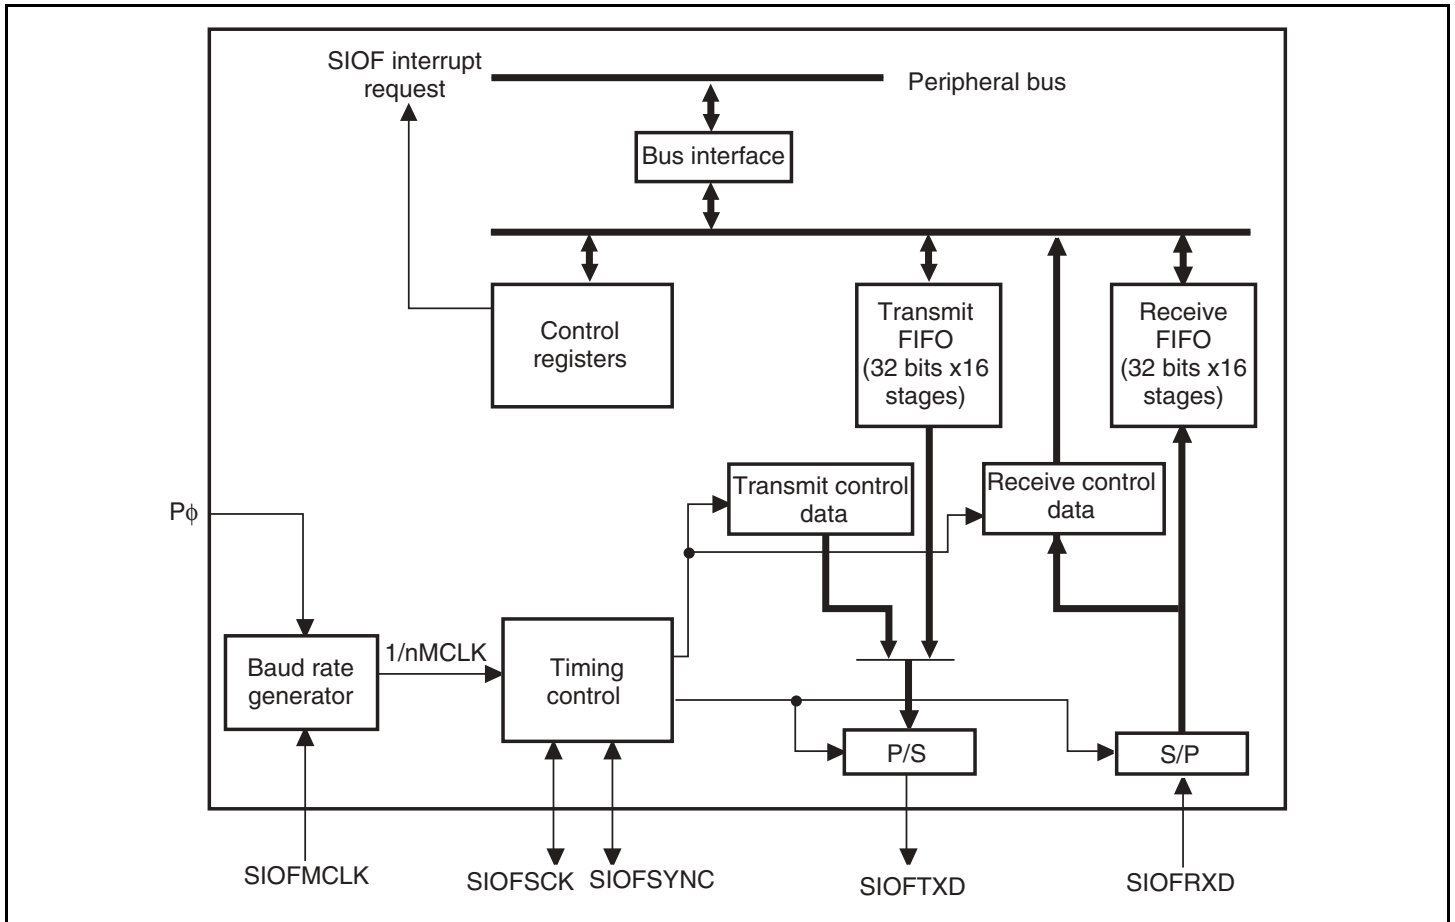 SIOF interrupt
request
Peripheral bus
Bus interface
Control
registers
Transmit
FIFO
(32 bits x16
stages)
Receive
FIFO
(32 bits x16
stages)
Transmit control
data
Receive control
data
Pϕ
Baud rate
generator
1/nMCLK
Timing
control
P/S
S/P
SIOFMCLK
SIOFSCK
SIOFSYNC
SIOFTXD
SIOFRXD